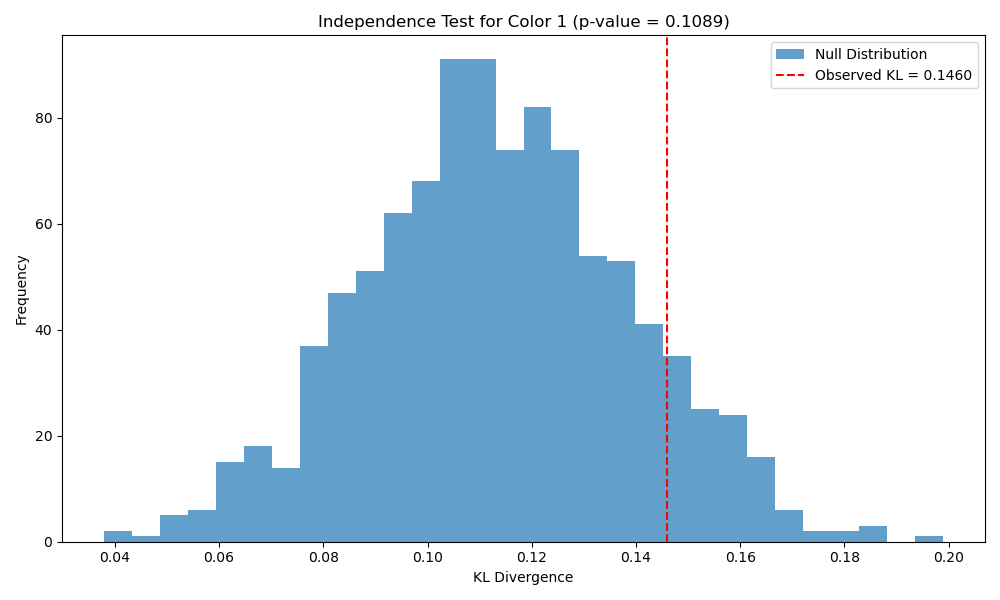 Independence Test for Color 1 (p-value = 0.1089)
Null Distribution
Observed KL = 0.1460
Frequency
80
60
40
20
0
0.04 0.06 0.08 0.10 0.12 0.14 0.16 0.18 0.20
KL Divergence